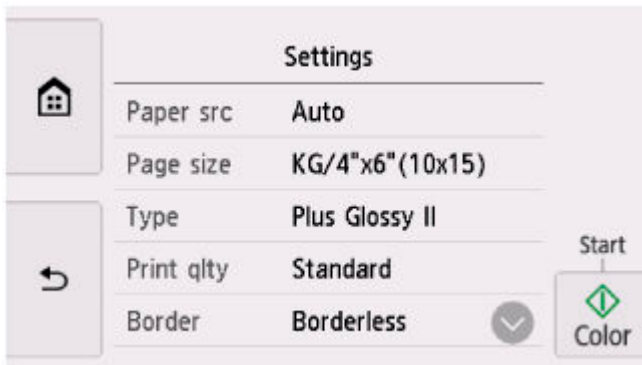 Settings
Paper src Auto
Page size KG/4"x6"(10x15)
Type Plus Glossy II
Print qlty Standard
Border Borderless
Start
Color